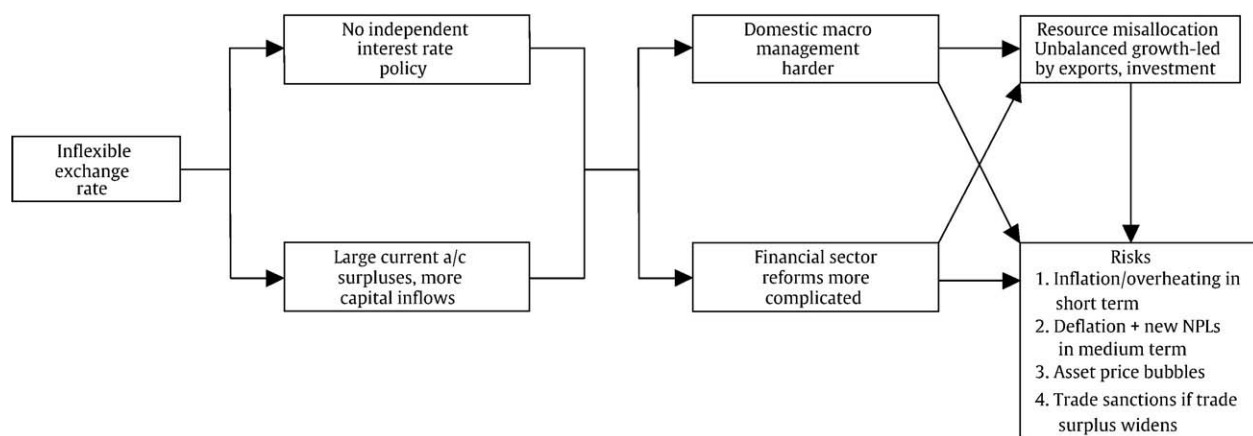 Inflexible
exchange
rate
No independent
interest rate
policy
Large current a/c
surpluses, more
capital inflows
Domestic macro
management
harder
Financial sector
reforms more
complicated
Resource misallocation
Unbalanced growth-led
by exports, investment
Risks
1. Inflation/overheating in
short term
2. Deflation + new NPLs
in medium term
3. Asset price bubbles
4. Trade sanctions if trade
surplus widens